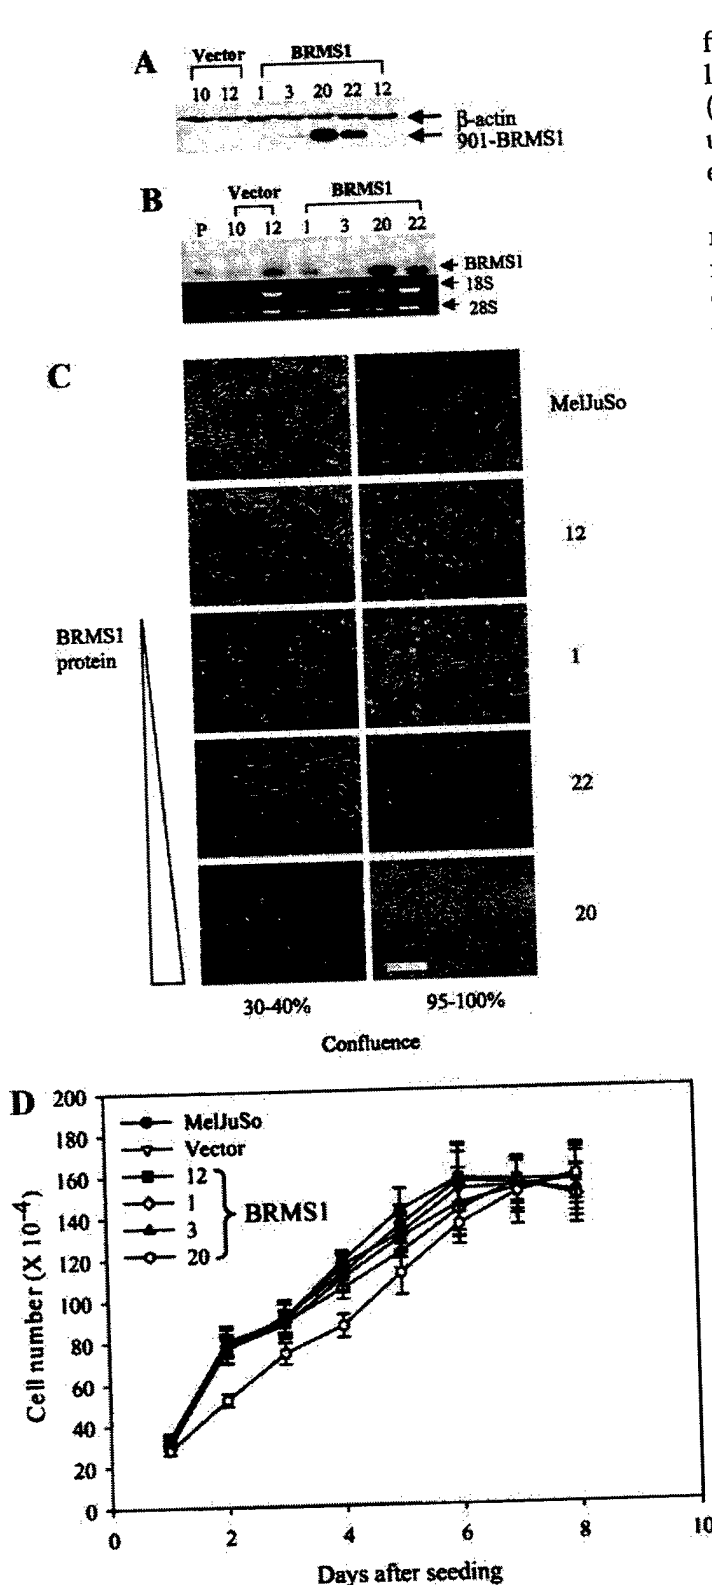 A
Vector BRMS1
10 12 1 3 20 22 12
β-actin
901-BRMS1
B
Vector BRMS1
P 10 12 1 3 20 22
BRMS1
18S
28S
C
MelJuSo
12
BRMS1
protein
1
22
20
30-40% 95-100%
Confluence
D
200
180
160
140
120
100
80
60
40
20
0
Cell number (X 10-4)
MelJuSo
Vector
12
1
3
20
BRMS1
0 2 4 6 8 10
Days after seeding